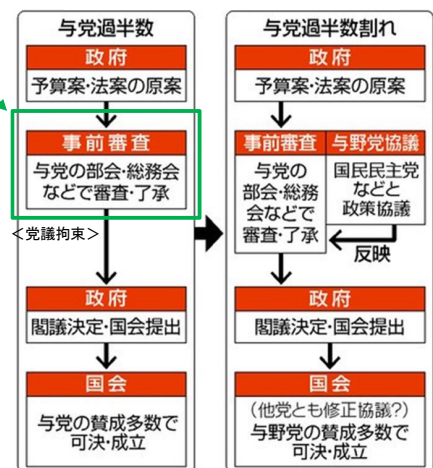 与党過半数
政府
予算案・法案の原案
事前審査
与党の部会・総務会
などで審査・了承
＜党議拘束＞
政府
閣議決定・国会提出
国会
与党の賛成多数で
可決・成立
与党過半数割れ
政府
予算案・法案の原案
事前審査
与党の
部会・総務
会などで
審査・了承
与野党協議
国民民主党
などと
政策協議
反映
政府
閣議決定・国会提出
国会
(他党とも修正協議?)
与野党の賛成多数で
可決・成立